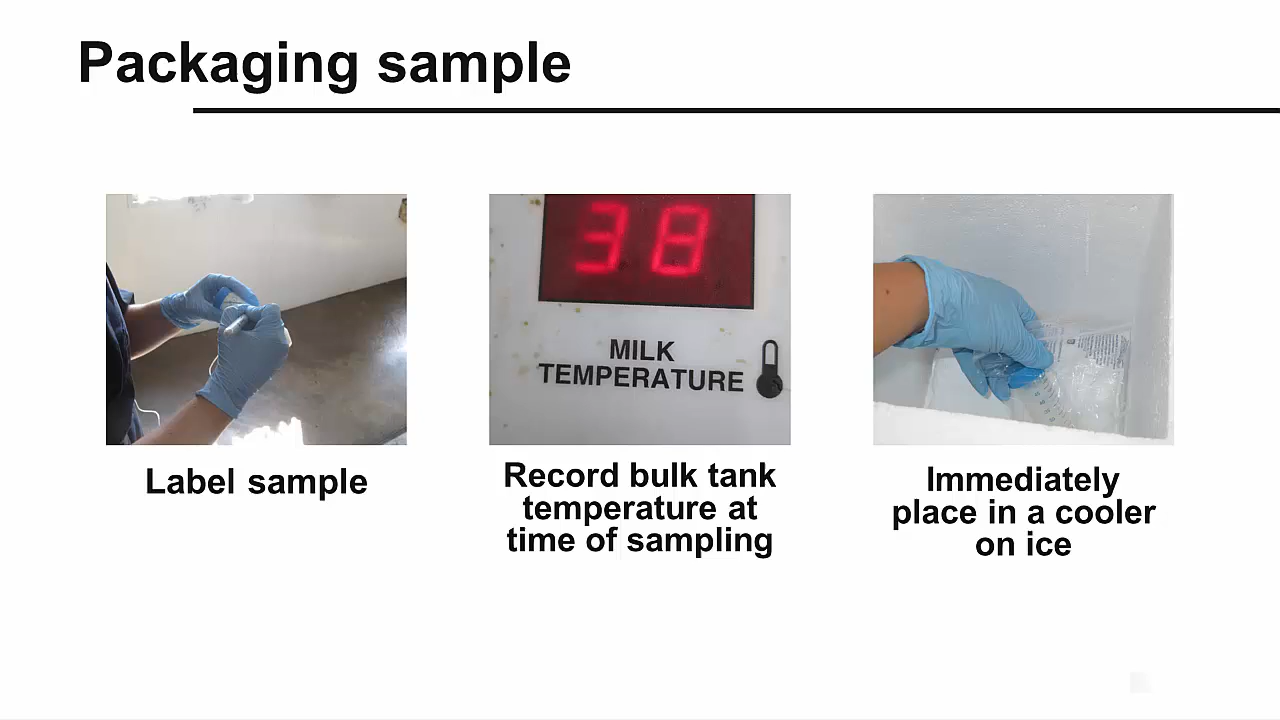 Packaging sample
38
MILK
TEMPERATURE
Label sample
Record bulk tank
temperature at
time of sampling
Immediately
place in a cooler
on ice